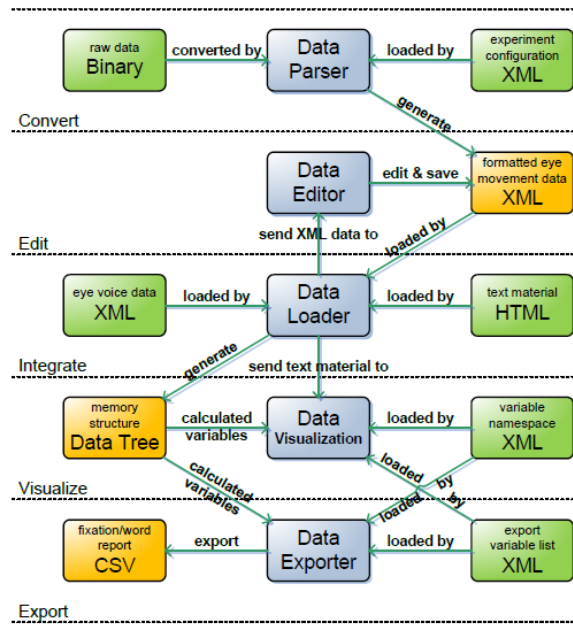 raw data
Binary
converted by
Data
Parser
loaded by
experiment
configuration
XML
Convert
generate
Data
Editor
edit & save
formatted eye
movement data
XML
send XML data to
loaded by
Edit
eye voice data
XML
loaded by
Data
Loader
loaded by
text material
HTML
Integrate
generate
send text material to
memory
structure
Data Tree
calculated
variables
Data
Visualization
loaded by
variable
namespace
XML
Visualize
calculated
variables
loaded
by
loaded
by
fixation/word
report
CSV
export
Data
Exporter
loaded by
export
variable list
XML
Export